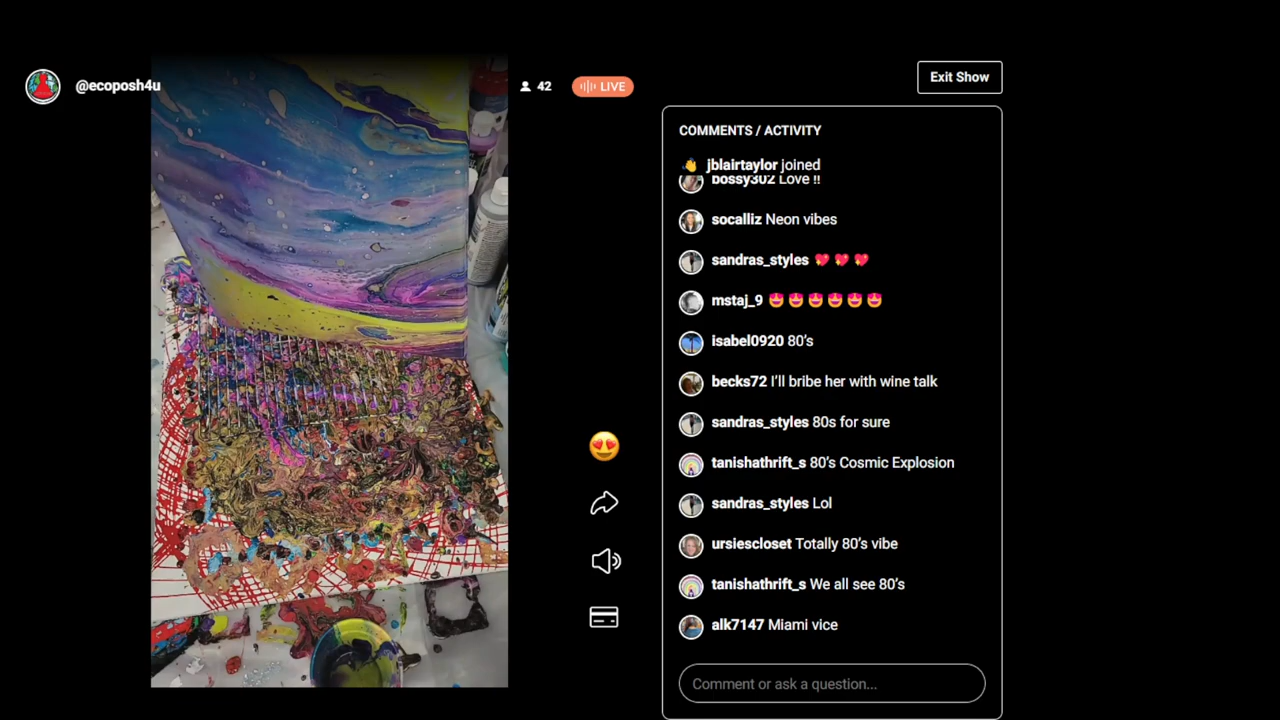 @ecoposh4u
42
LIVE
Exit Show
COMMENTS / ACTIVITY
jblairtaylor joined
bossy302 Love !!
socalliz Neon vibes
sandras_styles 💖 💖 💖
mstaj_9 🤩 🤩 🤩 🤩 🤩 🤩
isabel0920 80’s
becks72 I’ll bribe her with wine talk
sandras_styles 80s for sure
tanishathrift_s 80’s Cosmic Explosion
sandras_styles Lol
ursiescloset Totally 80’s vibe
tanishathrift_s We all see 80’s
alk7147 Miami vice
Comment or ask a question...